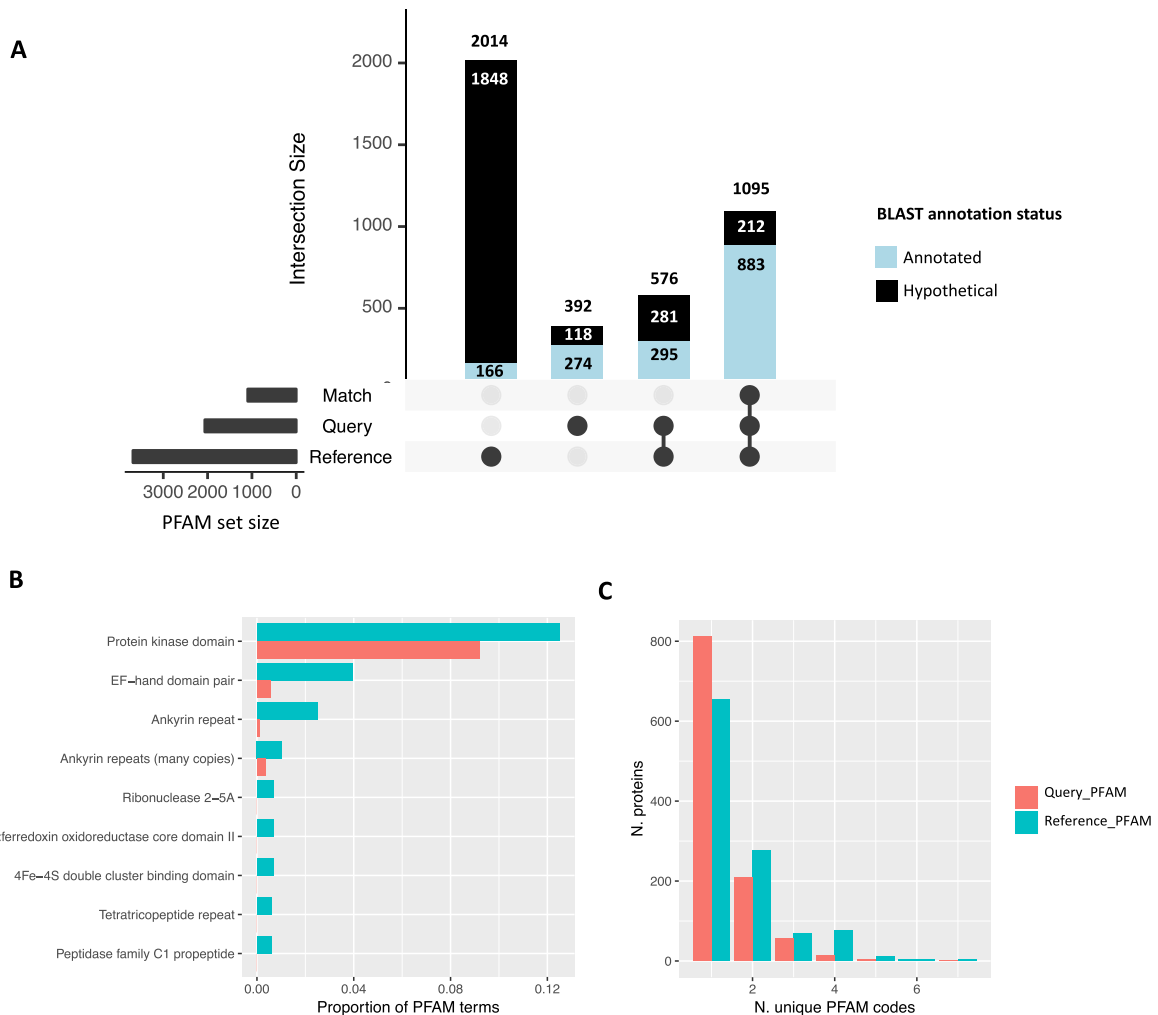 A
2014
2000
1848
1500
Intersection Size
1095
BLAST annotation status
1000
212
Annotated
883
576
Hypothetical
500
392
281
118
295
274
166
Match
Query
Reference
3000 2000 1000 0
PFAM set size
B
C
Protein kinase domain
EF-hand domain pair
Ankyrin repeat
Ankyrin repeats (many copies)
Ribonuclease 2-5A
ferredoxin oxidoreductase core domain II
4Fe-4S double cluster binding domain
Tetratricopeptide repeat
Peptidase family C1 propeptide
0.00 0.04 0.08 0.12
Proportion of PFAM terms
800
600
400
200
0
N. proteins
2 4 6
N. unique PFAM codes
Query_PFAM
Reference_PFAM